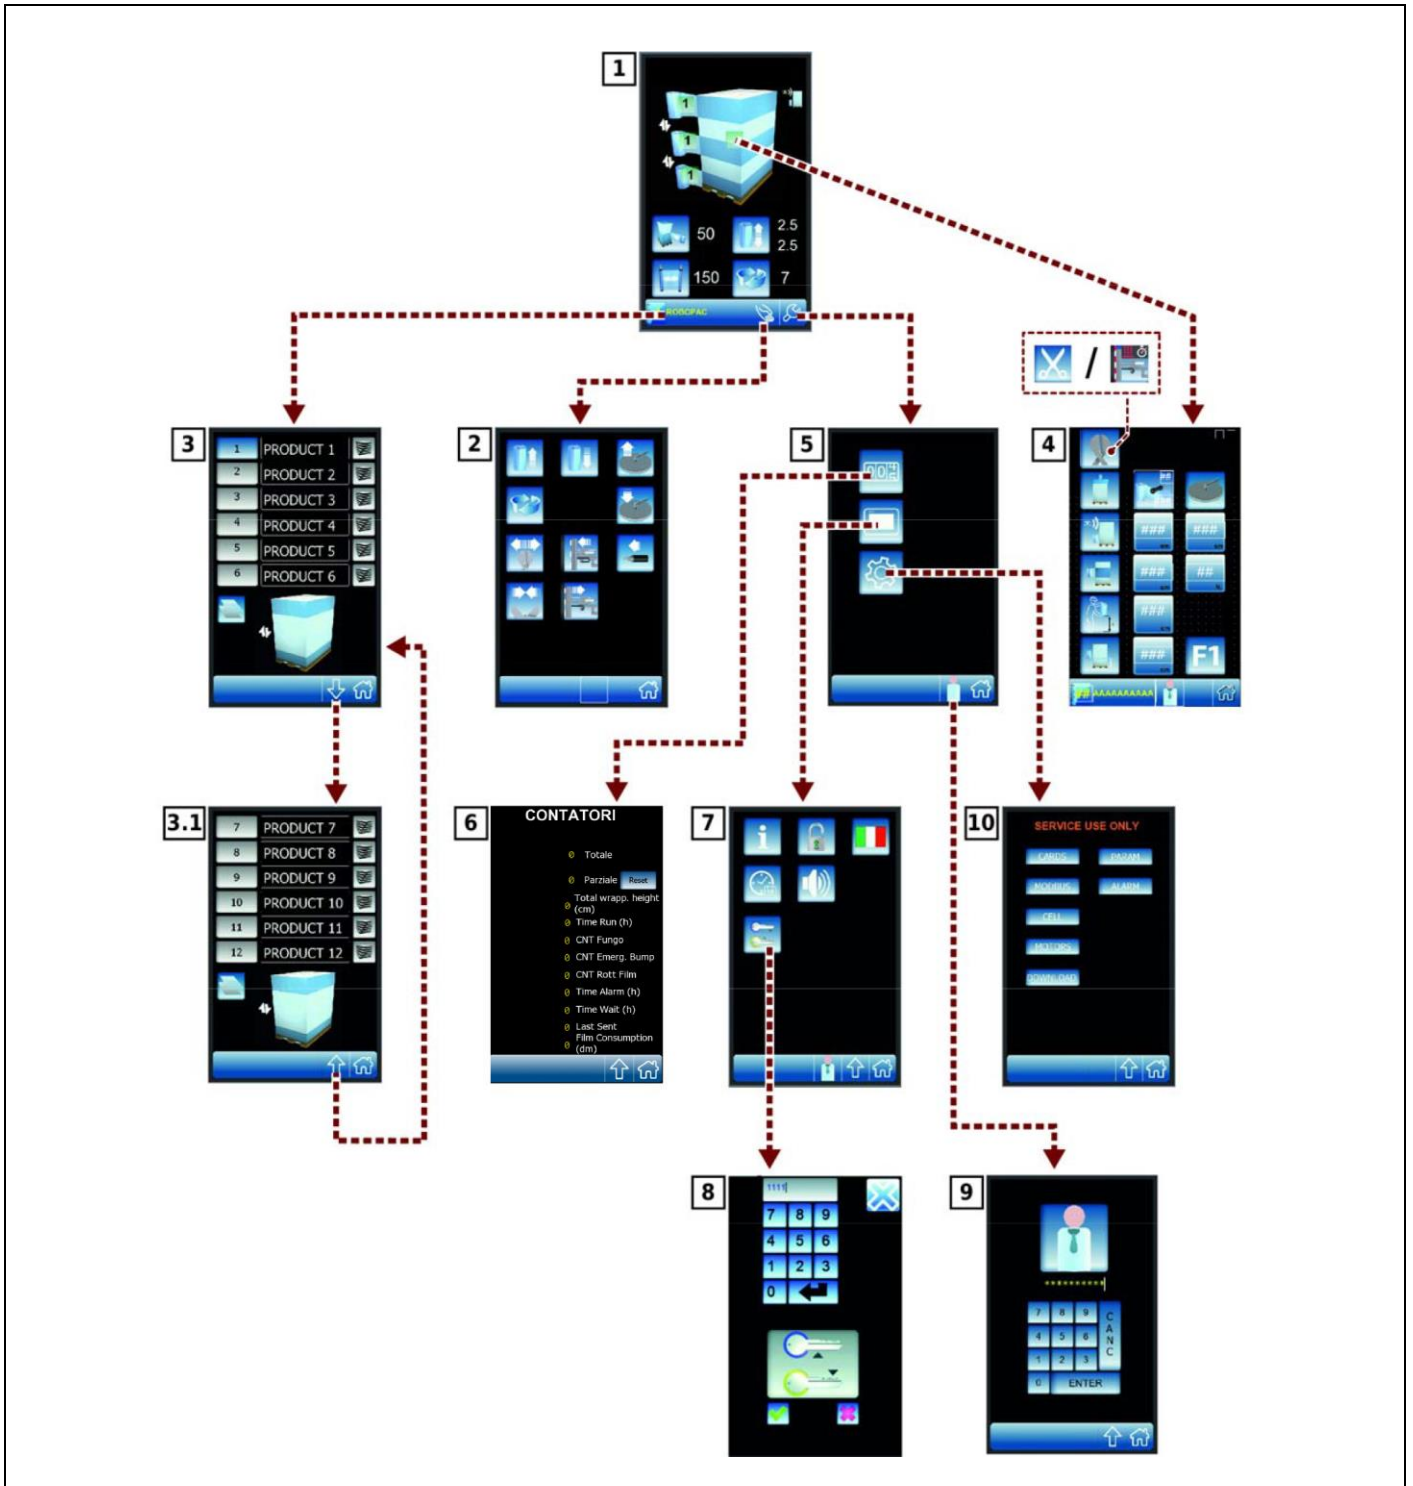 1
1
1
1
50
2.5
2.5
150
7
ROBOPAC
/
3
1 PRODUCT 1
2 PRODUCT 2
3 PRODUCT 3
4 PRODUCT 4
5 PRODUCT 5
6 PRODUCT 6
2
5
4
### ###
### ##
###
### F1
## AAAAAAAAAA
3.1
7 PRODUCT 7
8 PRODUCT 8
9 PRODUCT 9
10 PRODUCT 10
11 PRODUCT 11
12 PRODUCT 12
6
CONTATORI
0 Totale
0 Parziale Reset
0 Total wrapp. height
(cm)
0 Time Run (h)
0 CNT Fungo
0 CNT Emerg. Bump
0 CNT Rott Film
0 Time Alarm (h)
0 Time Wait (h)
0 Last Sent
0 Film Consumption
(dm)
7
i
10
SERVICE USE ONLY
CARDS PARAM
MODBUS ALARM
CELL
MOTORS
DOWNLOAD
8
1111
7 8 9
4 5 6
1 2 3
0
9
**********
7 8 9
4 5 6
1 2 3
CANC
0 ENTER